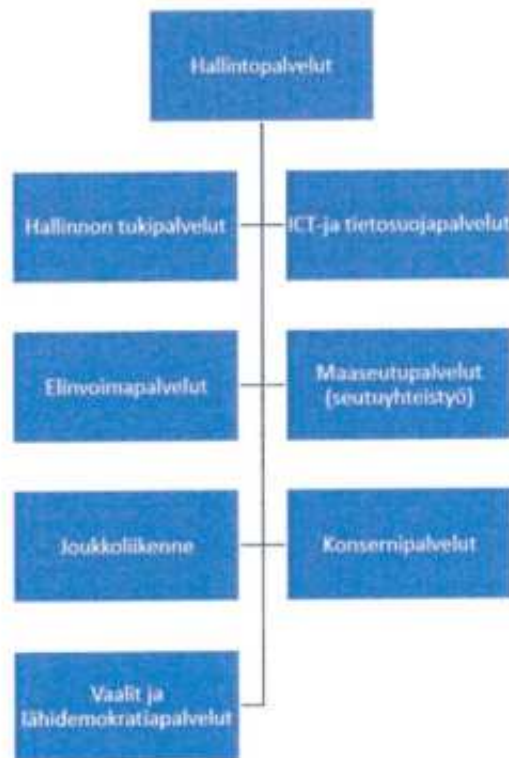 Hallintopalvelut
Hallinnon tukipalvelut
ICT-ja tietosuojapalvelut
Elinvoimapalvelut
Maaseutupalvelut
(seutuyhteistyö)
Joukkoliikenne
Konsernipalvelut
Vaalit ja
lähidemokratiapalvelut